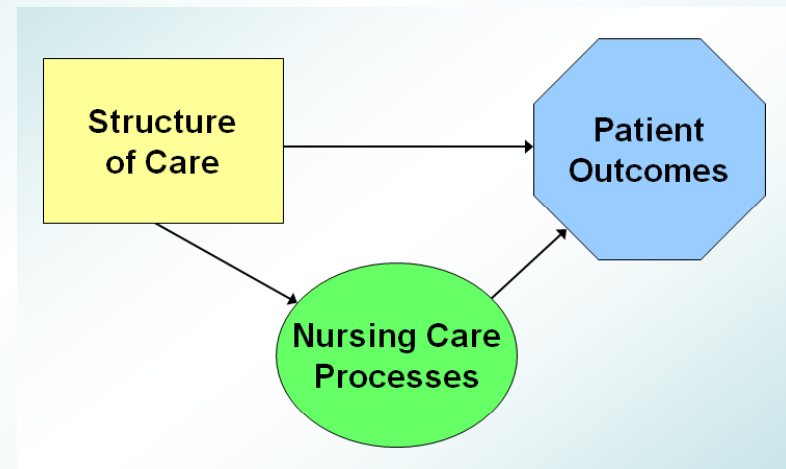 Structure
of Care
Patient
Outcomes
Nursing Care
Processes